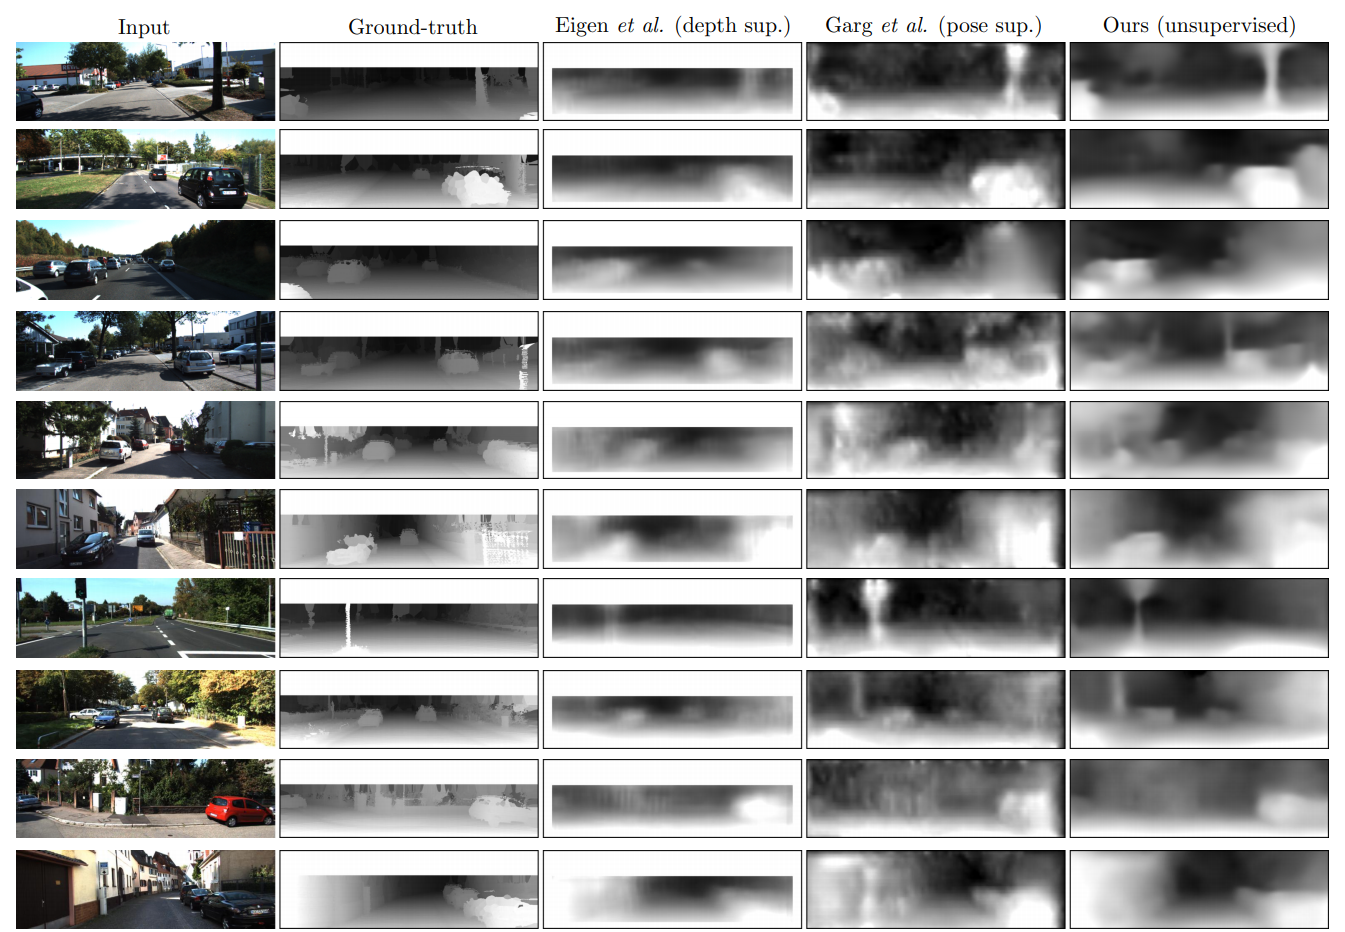 Input Ground-truth Eigen et al. (depth sup.) Garg et al. (pose sup.) Ours (unsupervised)